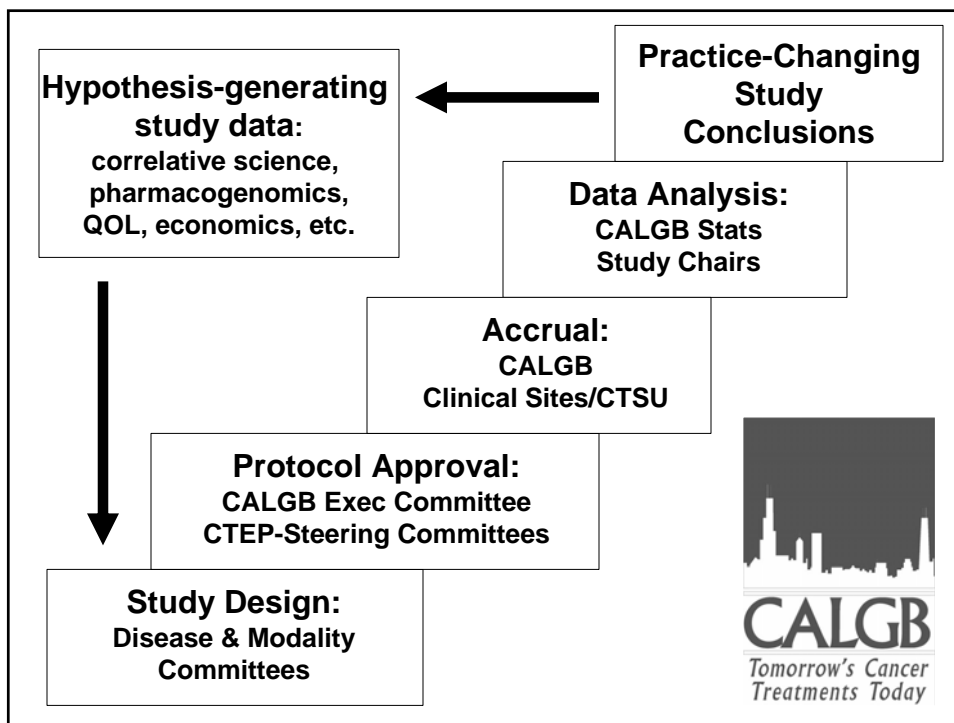 Hypothesis-generating
study data:
correlative science,
pharmacogenomics,
QOL, economics, etc.
Practice-Changing
Study
Conclusions
Data Analysis:
CALGB Stats
Study Chairs
Accrual:
CALGB
Clinical Sites/CTSU
Protocol Approval:
CALGB Exec Committee
CTEP-Steering Committees
Study Design:
Disease & Modality
Committees
CALGB
Tomorrow's Cancer
Treatments Today